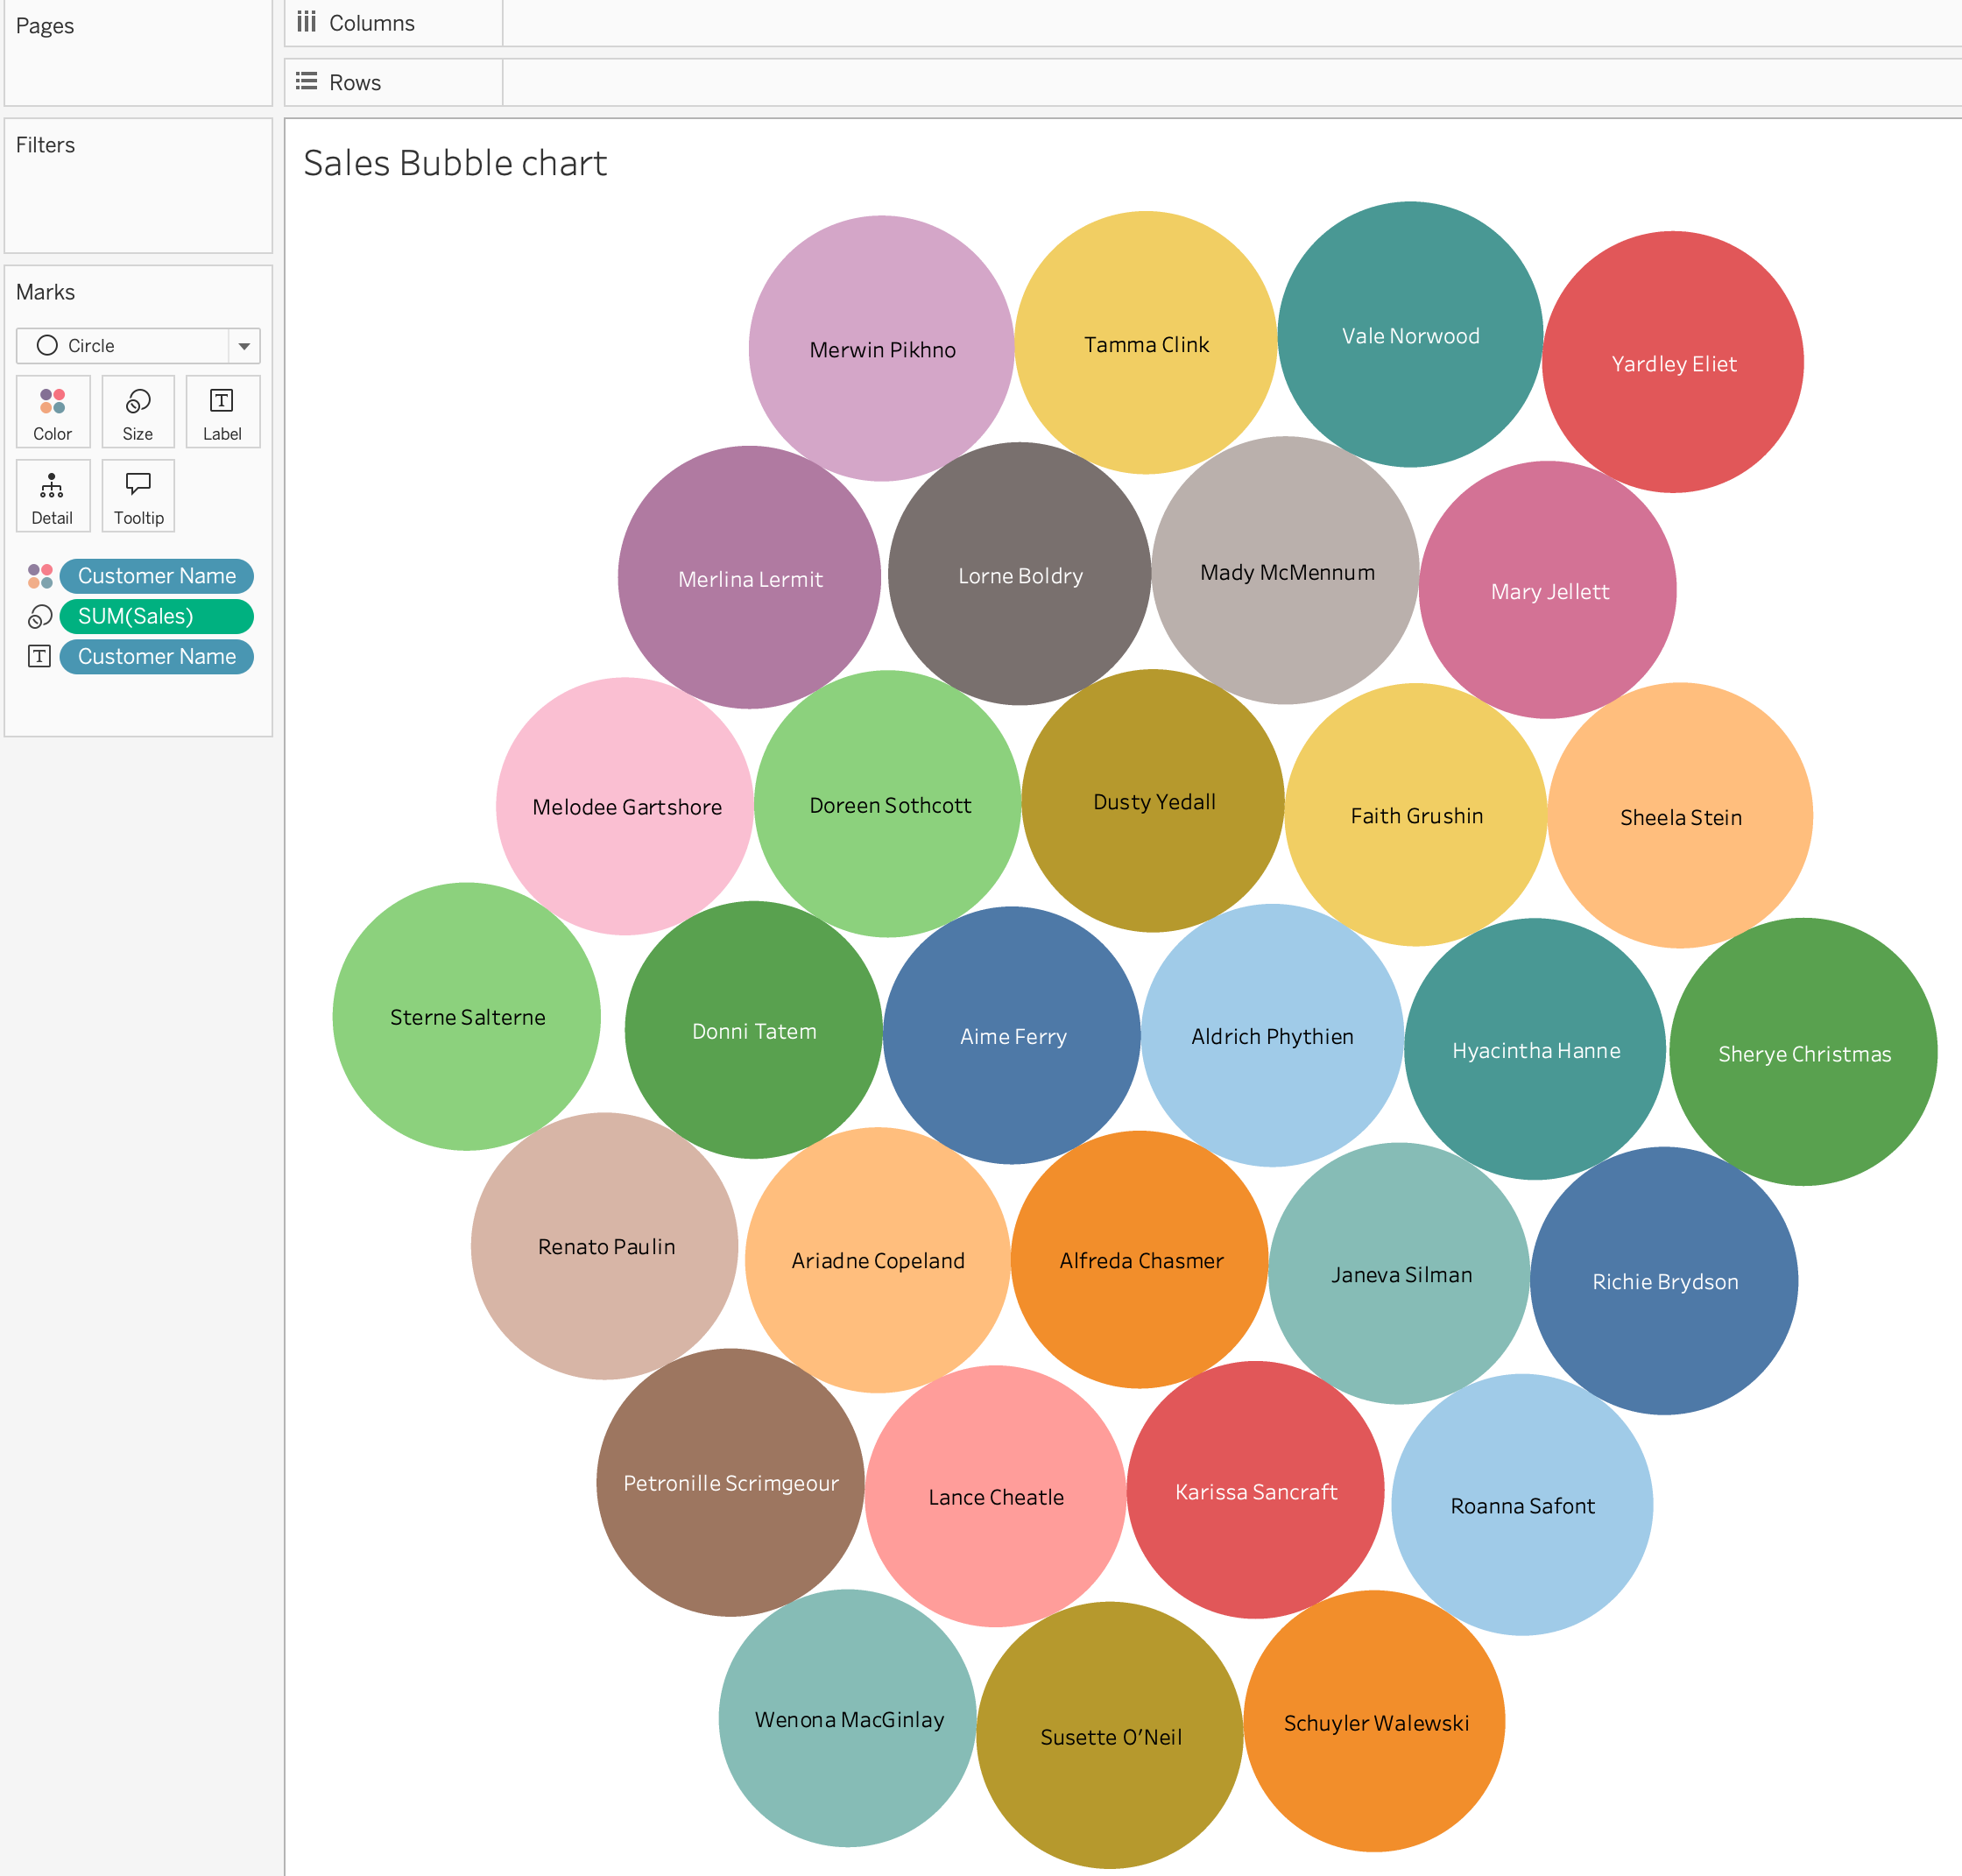 Pages
Columns
Rows
Filters
Marks
Circle
Color
Size
Label
Detail
Tooltip
Customer Name
SUM(Sales)
Customer Name
Sales Bubble chart
Merwin Pikhno
Tamma Clink
Vale Norwood
Yardley Eliet
Merlina Lermit
Lorne Boldry
Mady McMennum
Mary Jellett
Melodee Gartshore
Doreen Sothcott
Dusty Yedall
Faith Grushin
Sheela Stein
Sterne Salterne
Donni Tatem
Aime Ferry
Aldrich Phythien
Hyacintha Hanne
Sherye Christmas
Renato Paulin
Ariadne Copeland
Alfreda Chasmer
Janeva Silman
Richie Brydson
Petronille Scrimgeour
Lance Cheatle
Karissa Sancraft
Roanna Safont
Wenona MacGinlay
Susette O’Neil
Schuyler Walewski